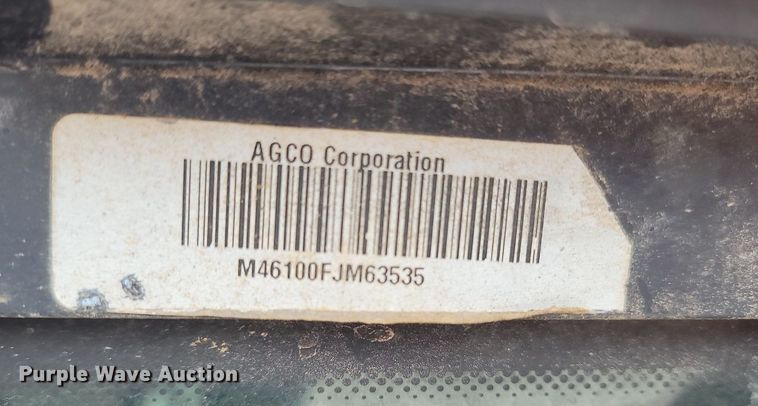 AGCO Corporation
M46100FJM63535
Purple Wave Auction